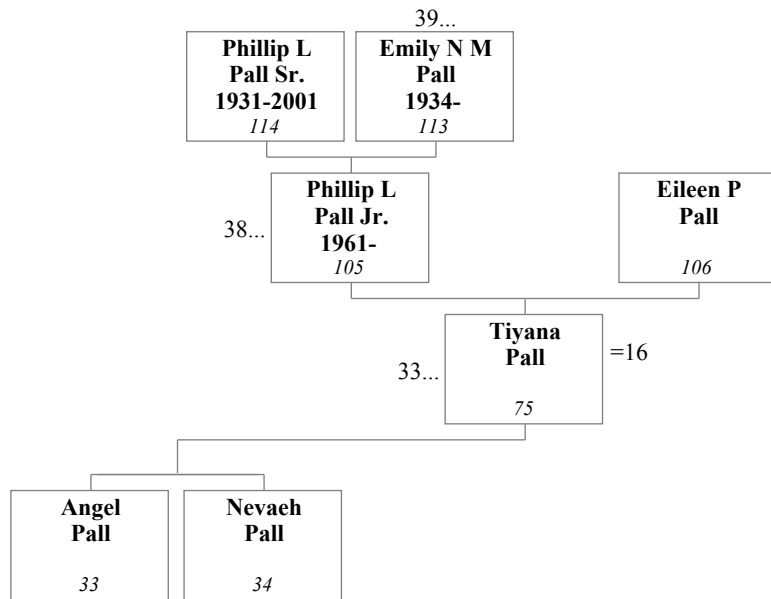 39...
Phillip L
Pall Sr.
1931-2001
114
Emily N M
Pall
1934-
113
38...
Phillip L
Pall Jr.
1961-
105
Eileen P
Pall
106
33...
Tiyana
Pall
75
=16
Angel
Pall
33
Nevaeh
Pall
34